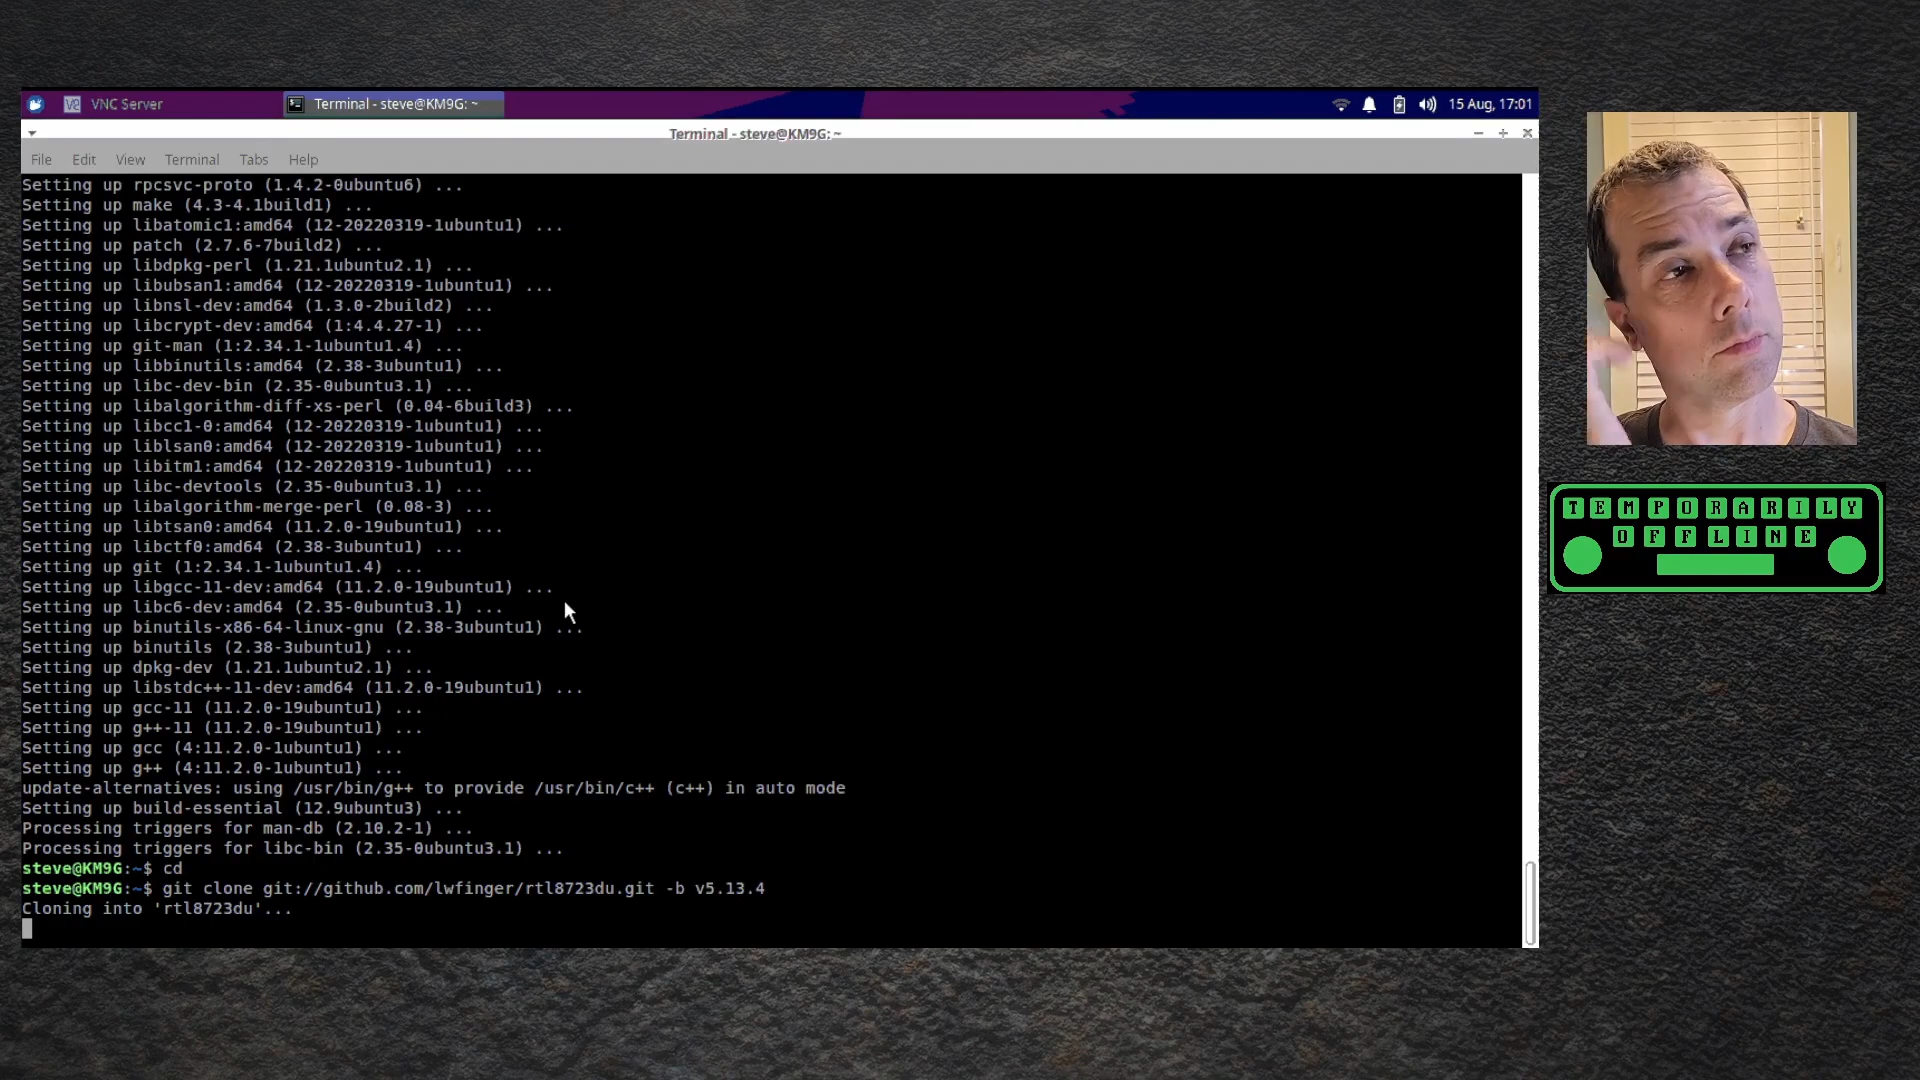 VNC Server
Terminal - steve@KM9G: ~
15 Aug, 17:01
Terminal - steve@KM9G: ~
File Edit View Terminal Tabs Help
Setting up rpcsvc-proto (1.4.2-0ubuntu6) ...
Setting up make (4.3-4.1build1) ...
Setting up libatomic1:amd64 (12-20220319-1ubuntu1) ...
Setting up patch (2.7.6-7build2) ...
Setting up libdpkg-perl (1.21.1ubuntu2.1) ...
Setting up libubsan1:amd64 (12-20220319-1ubuntu1) ...
Setting up libnsl-dev:amd64 (1.3.0-2build2) ...
Setting up libcrypt-dev:amd64 (1:4.4.27-1) ...
Setting up git-man (1:2.34.1-1ubuntu1.4) ...
Setting up libbinutils:amd64 (2.38-3ubuntu1) ...
Setting up libc-dev-bin (2.35-0ubuntu3.1) ...
Setting up libalgorithm-diff-xs-perl (0.04-6build3) ...
Setting up libcc1-0:amd64 (12-20220319-1ubuntu1) ...
Setting up liblsan0:amd64 (12-20220319-1ubuntu1) ...
Setting up libitm1:amd64 (12-20220319-1ubuntu1) ...
Setting up libc-devtools (2.35-0ubuntu3.1) ...
Setting up libalgorithm-merge-perl (0.08-3) ...
Setting up libtsan0:amd64 (11.2.0-19ubuntu1) ...
Setting up libctf0:amd64 (2.38-3ubuntu1) ...
Setting up git (1:2.34.1-1ubuntu1.4) ...
Setting up libgcc-11-dev:amd64 (11.2.0-19ubuntu1) ...
Setting up libc6-dev:amd64 (2.35-0ubuntu3.1) ...
Setting up binutils-x86-64-linux-gnu (2.38-3ubuntu1) ...
Setting up binutils (2.38-3ubuntu1) ...
Setting up dpkg-dev (1.21.1ubuntu2.1) ...
Setting up libstdc++-11-dev:amd64 (11.2.0-19ubuntu1) ...
Setting up gcc-11 (11.2.0-19ubuntu1) ...
Setting up g++-11 (11.2.0-19ubuntu1) ...
Setting up gcc (4:11.2.0-1ubuntu1) ...
Setting up g++ (4:11.2.0-1ubuntu1) ...
update-alternatives: using /usr/bin/g++ to provide /usr/bin/c++ (c++) in auto mode
Setting up build-essential (12.9ubuntu3) ...
Processing triggers for man-db (2.10.2-1) ...
Processing triggers for libc-bin (2.35-0ubuntu3.1) ...
steve@KM9G:~$ cd
steve@KM9G:~$ git clone git://github.com/lwfinger/rtl8723du.git -b v5.13.4
Cloning into 'rtl8723du'...
TEMPORARILY
OFFLINE